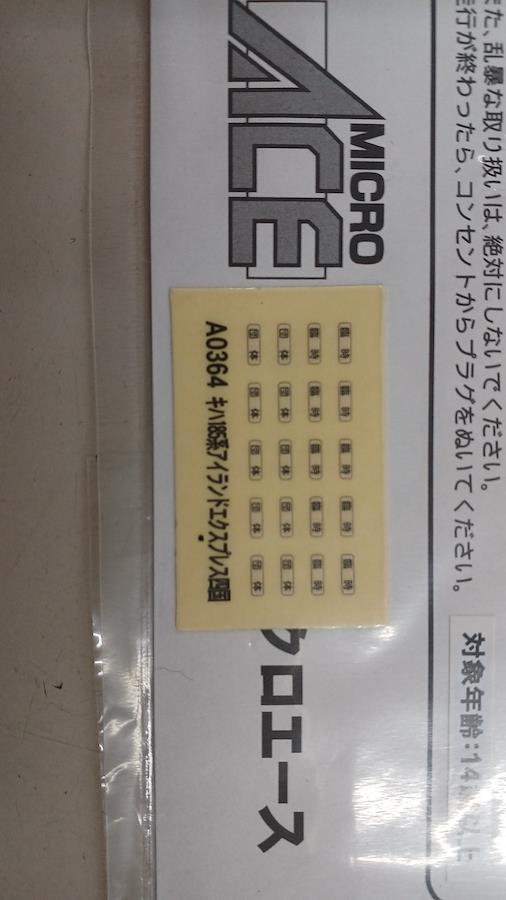 また、乱暴な取り扱いは、絶対にしないでください。
走行が終わったら、コンセントからプラグをぬいてください。
MICRO
ACE
臨時 臨時 臨時 臨時 臨時
臨時 臨時 臨時 臨時 臨時
団体 団体 団体 団体 団体
団体 団体 団体 団体 団体
A0364 キハ185系アイランドエクスプレス四国
対象年齢:14
クロエース